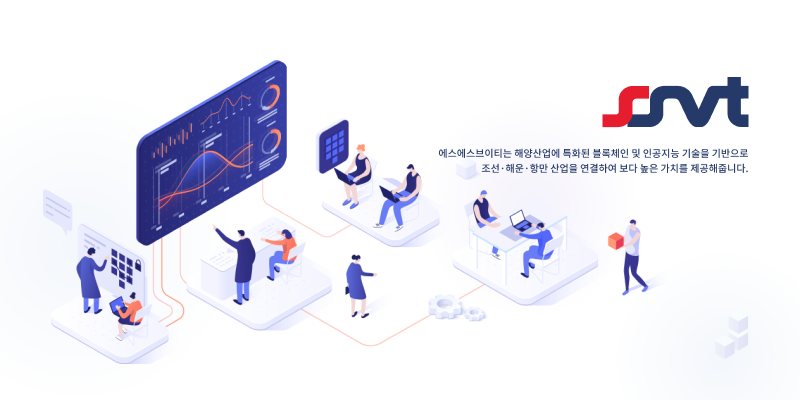 ssvt
에스에스브이티는 해양산업에 특화된 블록체인 및 인공지능 기술을 기반으로
조선·해운·항만 산업을 연결하여 보다 높은 가치를 제공해줍니다.